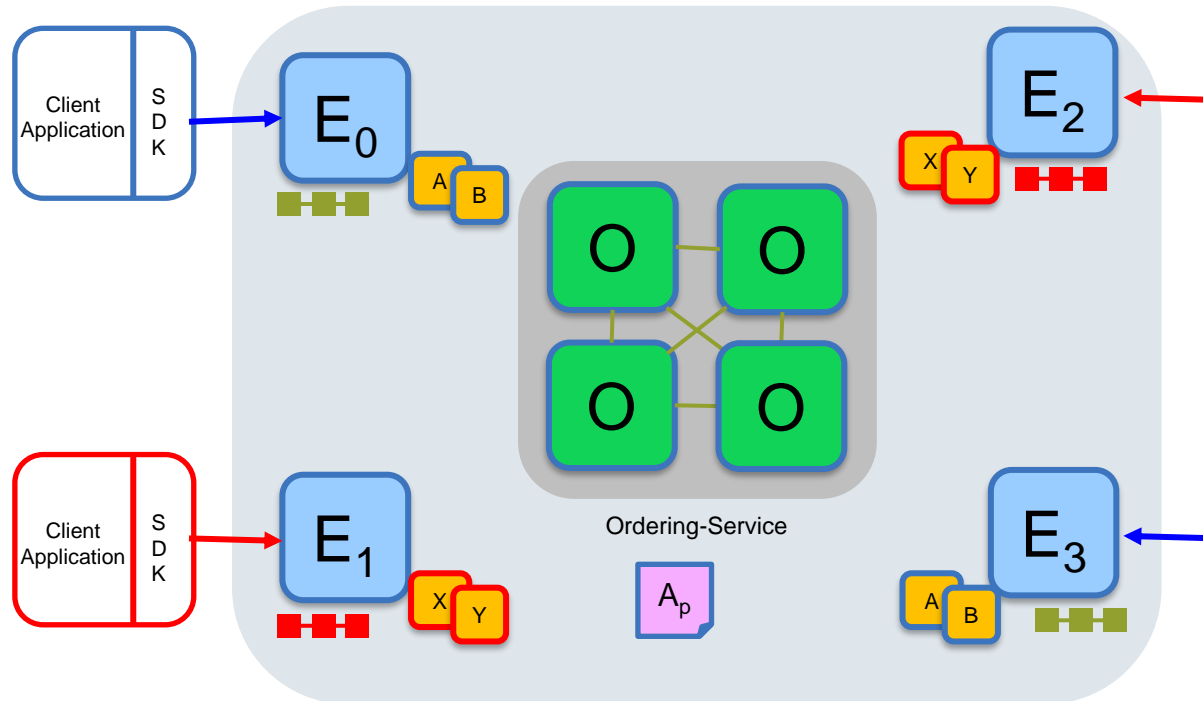 Client
Application
S
D
K
E0
A
B
E2
X
Y
O
O
O
O
Ordering-Service
Client
Application
S
D
K
E1
X
Y
Ap
E3
A
B